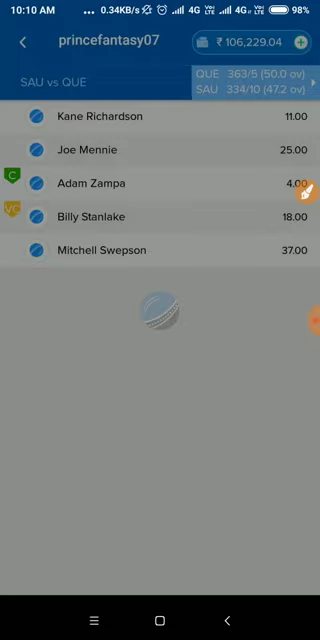 10:10 AM ... 0.34KB/s 4G VoLTE 4G VoLTE 98%
princefantasy07 ₹ 106,229.04
SAU vs QUE
QUE 363/5 (50.0 ov)
SAU 334/10 (47.2 ov)
Kane Richardson 11.00
Joe Mennie 25.00
C Adam Zampa 4.00
VC Billy Stanlake 18.00
Mitchell Swepson 37.00